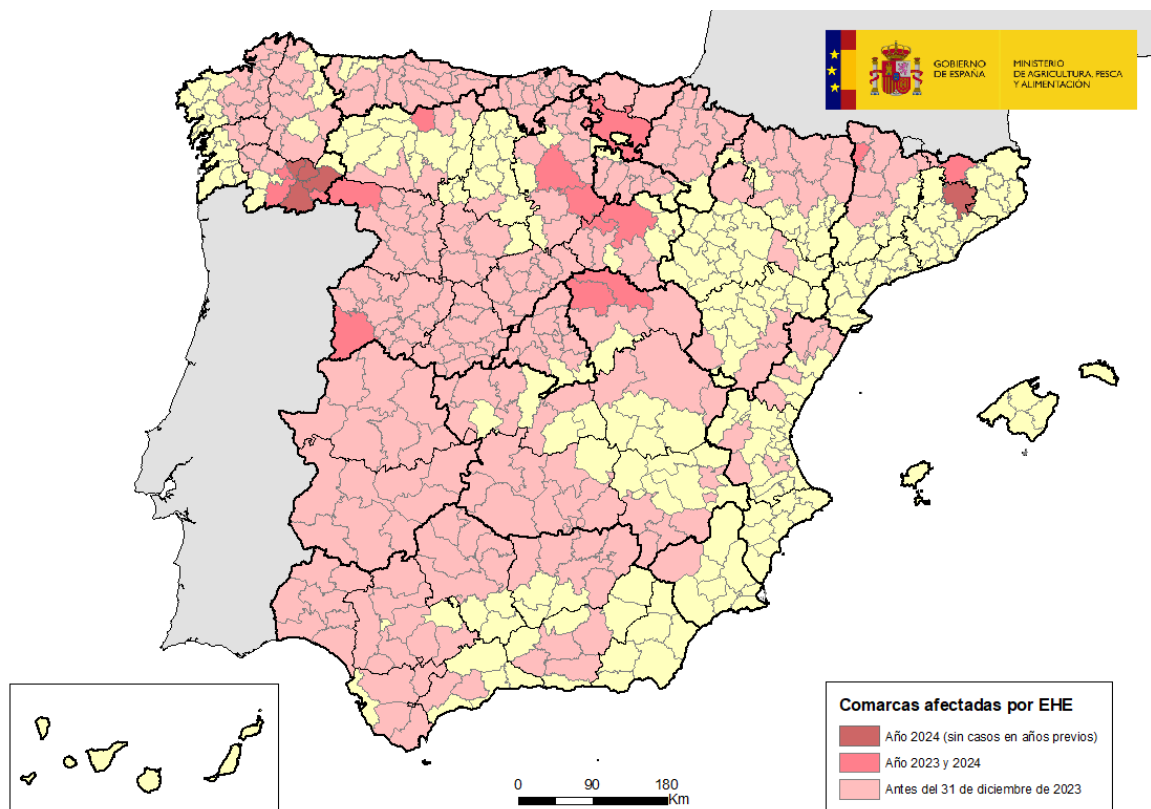 GOBIERNO
DE ESPAÑA
MINISTERIO
DE AGRICULTURA, PESCA
Y ALIMENTACIÓN
Comarcas afectadas por EHE
Año 2024 (sin casos en años previos)
Año 2023 y 2024
Antes del 31 de diciembre de 2023
0 90 180
Km